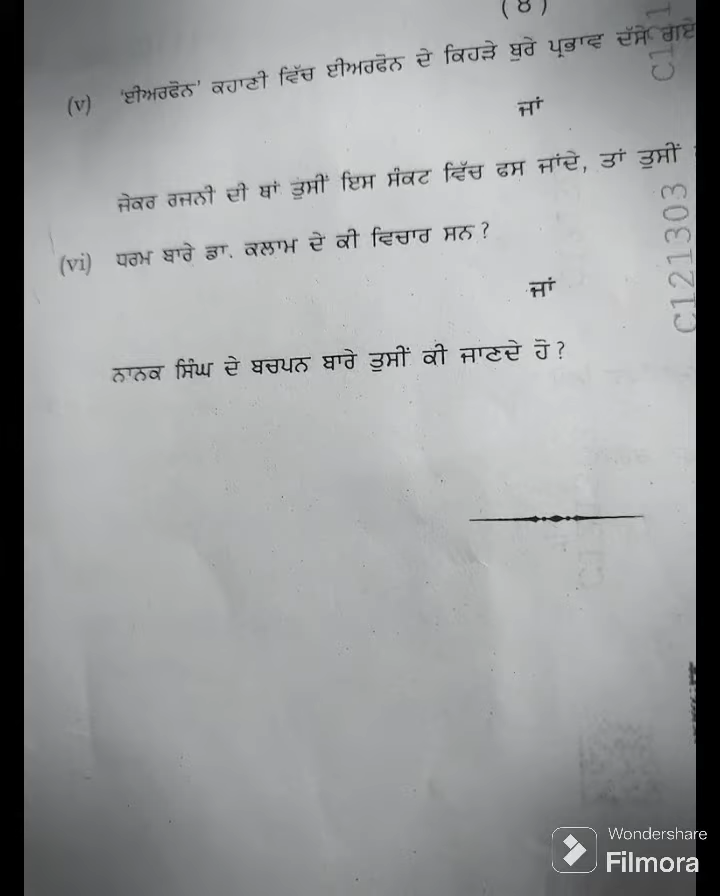 (੪)
(v) 'ਈਅਰਫੋਨ' ਕਹਾਣੀ ਵਿੱਚ ਈਅਰਫੋਨ ਦੇ ਕਿਹੜੇ ਬੁਰੇ ਪ੍ਰਭਾਵ ਦੱਸੇ ਗਏ
ਜਾਂ
ਜੇਕਰ ਰਜਨੀ ਦੀ ਥਾਂ ਤੁਸੀਂ ਇਸ ਸੰਕਟ ਵਿੱਚ ਫਸ ਜਾਂਦੇ, ਤਾਂ ਤੁਸੀਂ
(vi) ਧਰਮ ਬਾਰੇ ਡਾ. ਕਲਾਮ ਦੇ ਕੀ ਵਿਚਾਰ ਸਨ ?
ਜਾਂ
ਨਾਨਕ ਸਿੰਘ ਦੇ ਬਚਪਨ ਬਾਰੇ ਤੁਸੀਂ ਕੀ ਜਾਣਦੇ ਹੋ ?
C121303
Wondershare
Filmora